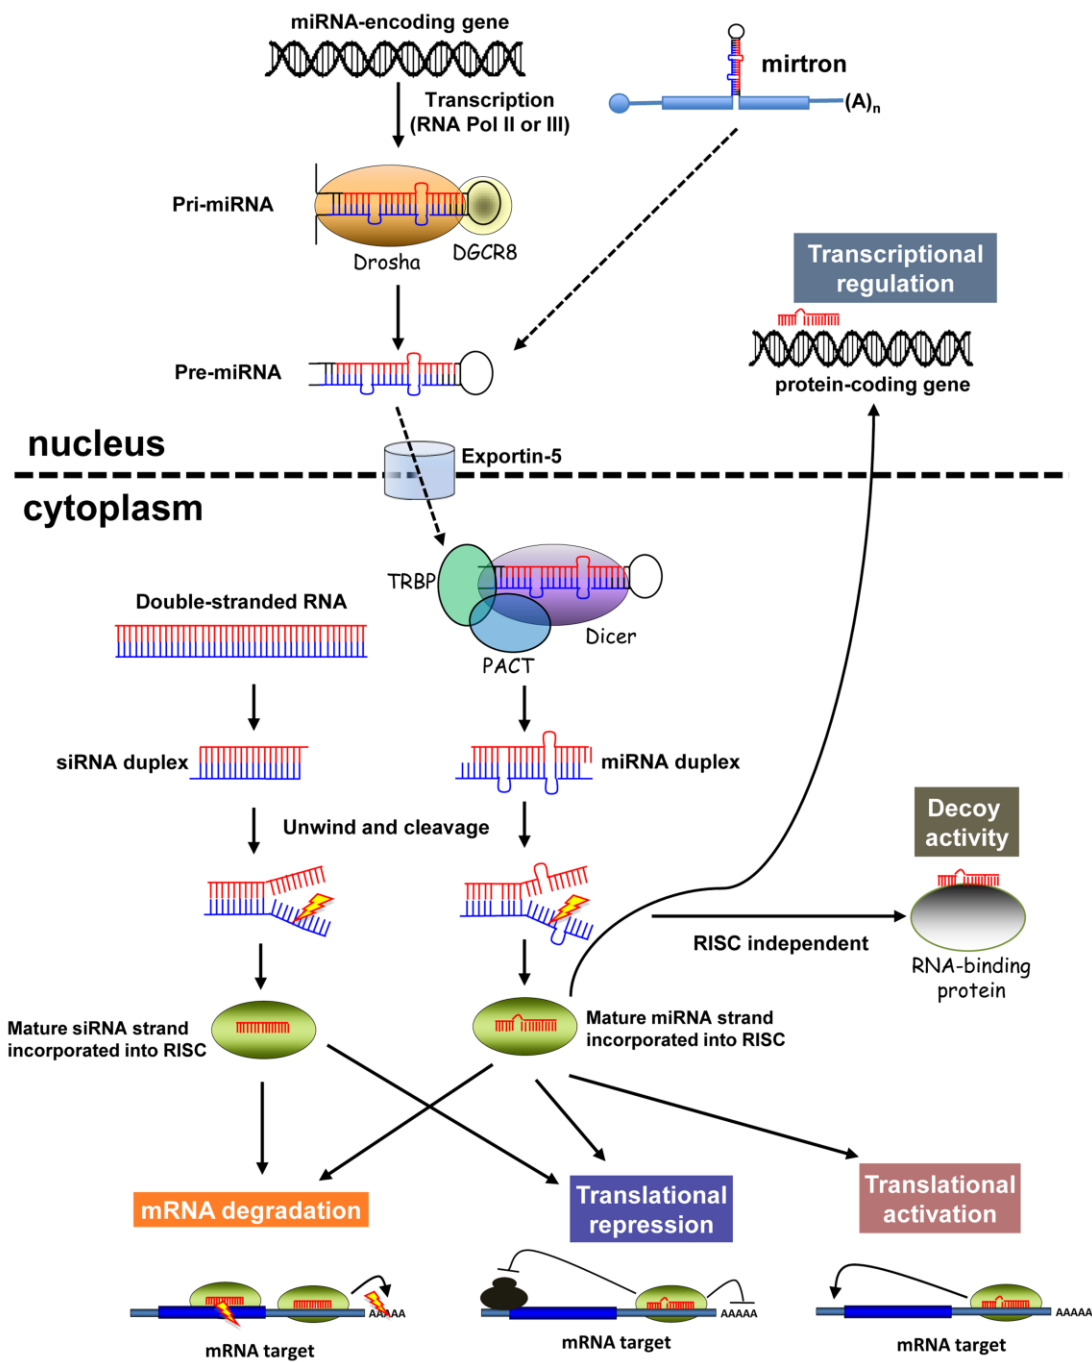 miRNA-encoding gene
mirtron
(A)n
Transcription
(RNA Pol II or III)
Pri-miRNA
Drosha
DGCR8
Transcriptional
regulation
protein-coding gene
Pre-miRNA
nucleus
Exportin-5
cytoplasm
TRBP
Dicer
PACT
Double-stranded RNA
siRNA duplex
miRNA duplex
Unwind and cleavage
Decoy
activity
RISC independent
RNA-binding
protein
Mature siRNA strand
incorporated into RISC
Mature miRNA strand
incorporated into RISC
mRNA degradation
Translational
repression
Translational
activation
AAAAA
mRNA target
AAAAA
mRNA target
AAAAA
mRNA target